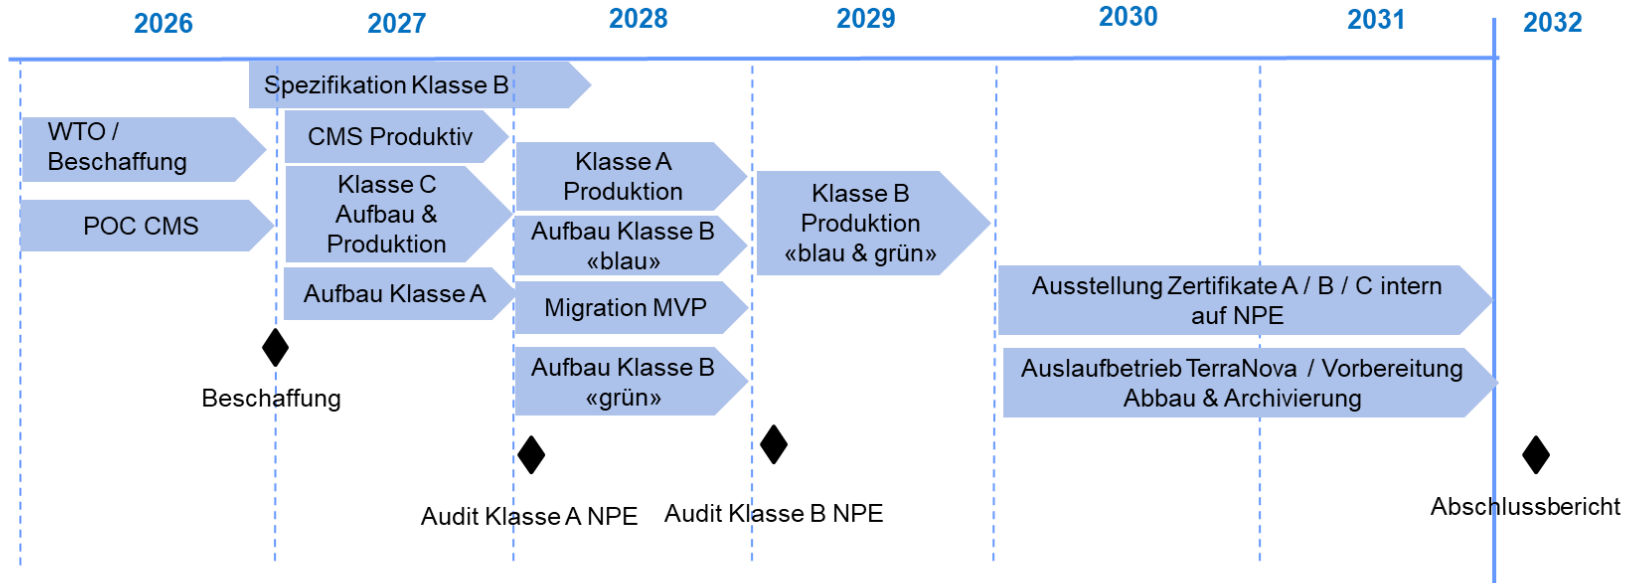 2026
2027
2028
2029
2030
2031
2032
Spezifikation Klasse B
WTO /
Beschaffung
POC CMS
CMS Produktiv
Klasse C
Aufbau &
Produktion
Aufbau Klasse A
Klasse A
Produktion
Aufbau Klasse B
«blau»
Migration MVP
Aufbau Klasse B
«grün»
Klasse B
Produktion
«blau & grün»
Ausstellung Zertifikate A / B / C intern
auf NPE
Auslaufbetrieb TerraNova / Vorbereitung
Abbau & Archivierung
Beschaffung
Audit Klasse A NPE
Audit Klasse B NPE
Abschlussbericht